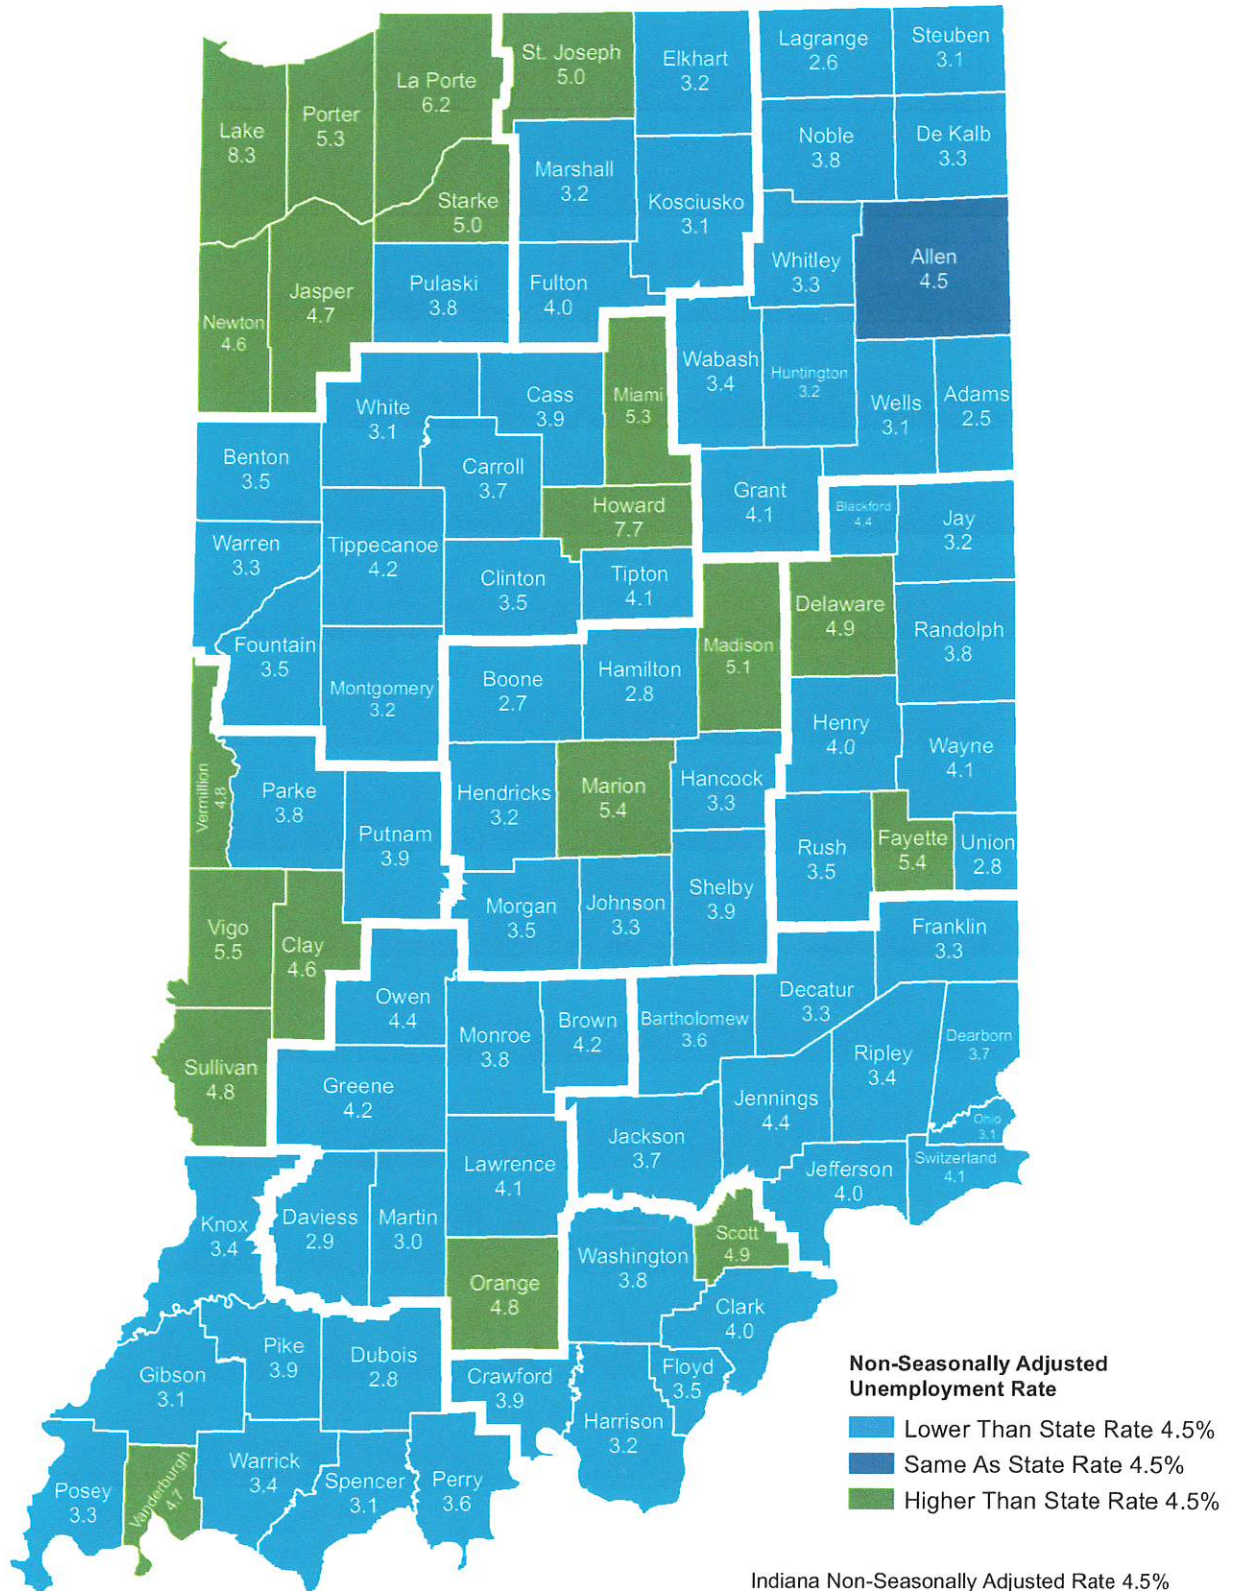 Lagrange
2.6
Steuben
3.1
St. Joseph
5.0
Elkhart
3.2
La Porte
6.2
Porter
5.3
Lake
8.3
Noble
3.8
De Kalb
3.3
Marshall
3.2
Kosciusko
3.1
Starke
5.0
Whitley
3.3
Allen
4.5
Pulaski
3.8
Fulton
4.0
Jasper
4.7
Newton
4.6
Wabash
3.4
Huntington
3.2
Miami
5.3
Cass
3.9
White
3.1
Wells
3.1
Adams
2.5
Benton
3.5
Carroll
3.7
Howard
7.7
Grant
4.1
Blackford
4.4
Jay
3.2
Warren
3.3
Tippecanoe
4.2
Clinton
3.5
Tipton
4.1
Delaware
4.9
Randolph
3.8
Fountain
3.5
Madison
5.1
Montgomery
3.2
Boone
2.7
Hamilton
2.8
Henry
4.0
Wayne
4.1
Vermillion
4.8
Parke
3.8
Hendricks
3.2
Marion
5.4
Hancock
3.3
Putnam
3.9
Rush
3.5
Fayette
5.4
Union
2.8
Shelby
3.9
Morgan
3.5
Johnson
3.3
Vigo
5.5
Clay
4.6
Franklin
3.3
Owen
4.4
Decatur
3.3
Monroe
3.8
Brown
4.2
Bartholomew
3.6
Dearborn
3.7
Ripley
3.4
Sullivan
4.8
Greene
4.2
Jennings
4.4
Ohio
3.1
Jackson
3.7
Lawrence
4.1
Jefferson
4.0
Switzerland
4.1
Knox
3.4
Daviess
2.9
Martin
3.0
Washington
3.8
Scott
4.9
Orange
4.8
Clark
4.0
Pike
3.9
Dubois
2.8
Gibson
3.1
Crawford
3.9
Floyd
3.5
Harrison
3.2
Posey
3.3
Vanderburgh
4.7
Warrick
3.4
Spencer
3.1
Perry
3.6
Non-Seasonally Adjusted
Unemployment Rate
Lower Than State Rate 4.5%
Same As State Rate 4.5%
Higher Than State Rate 4.5%
Indiana Non-Seasonally Adjusted Rate 4.5%